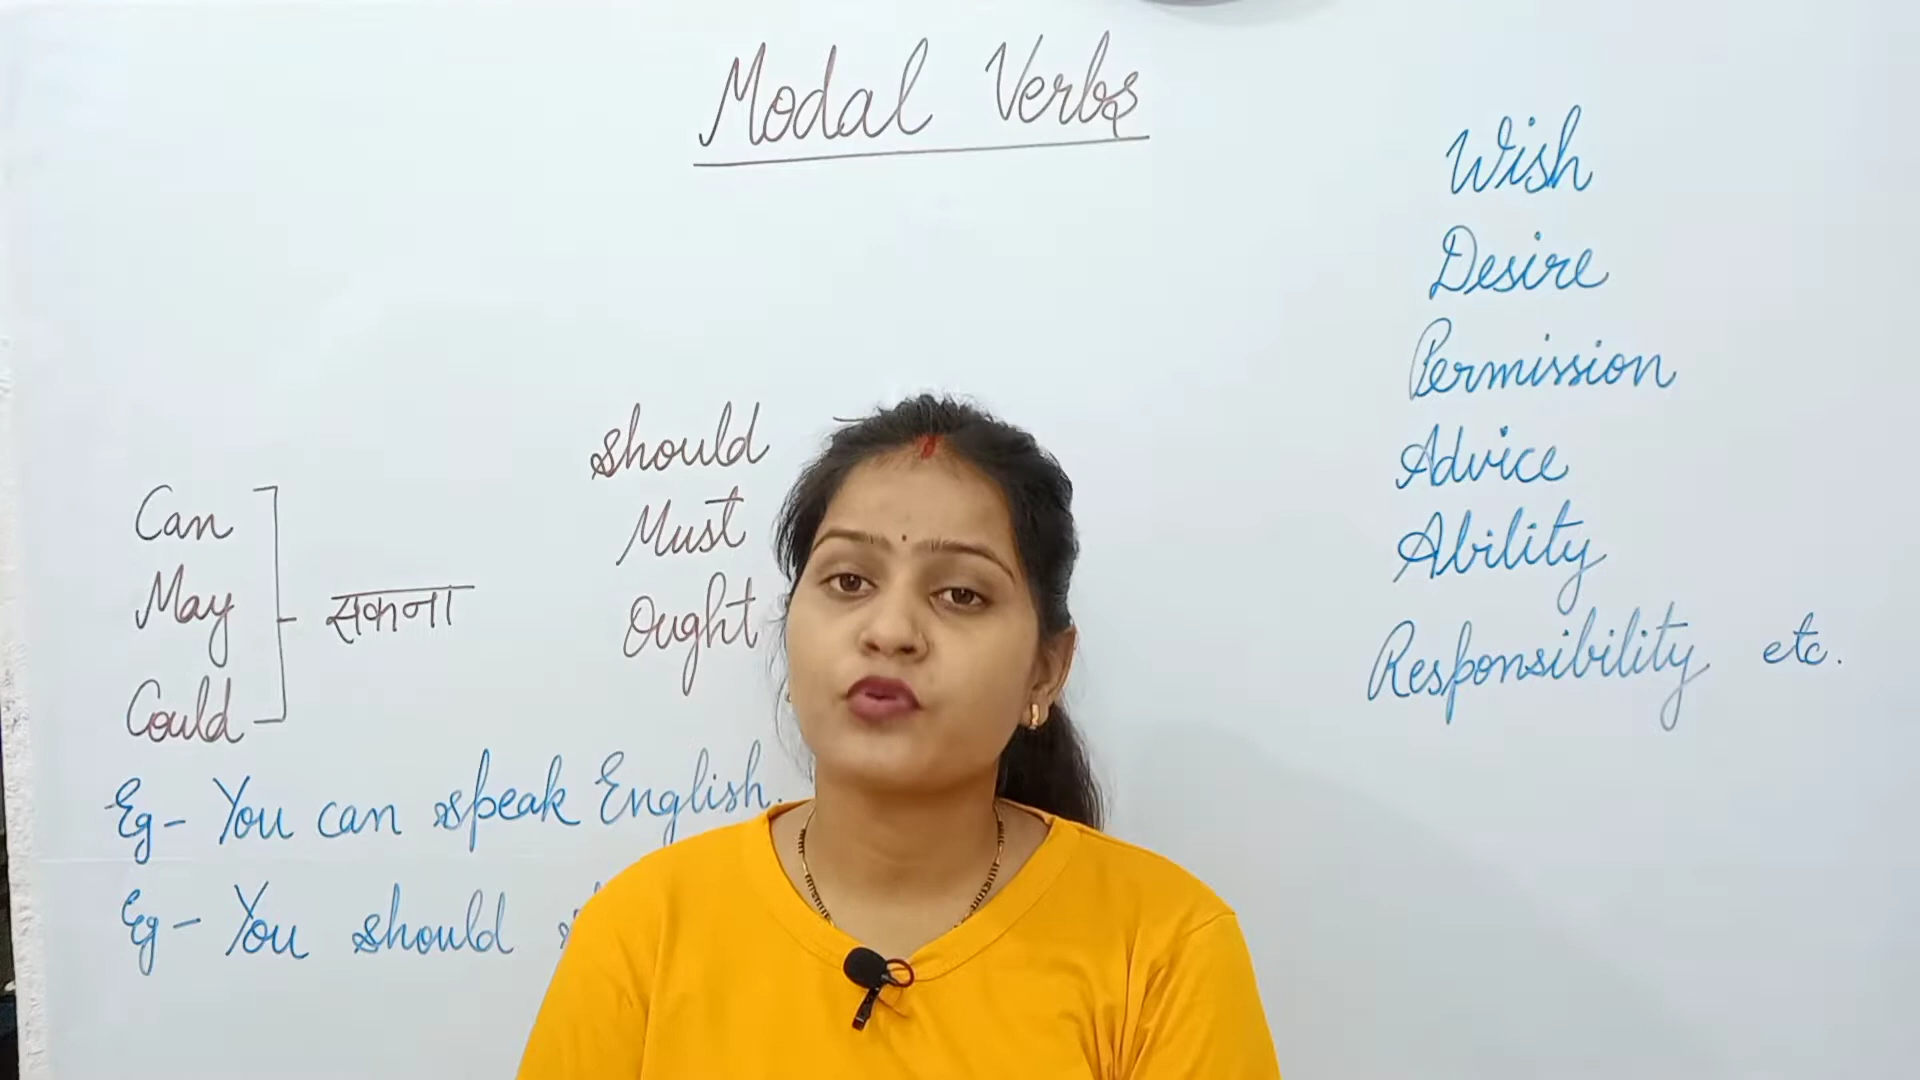 Modal Verbs
Can
May
Could
सकना
should
Must
Ought
Eg- You can speak English.
Eg- You should
Wish
Desire
Permission
Advice
Ability
Responsibility etc.